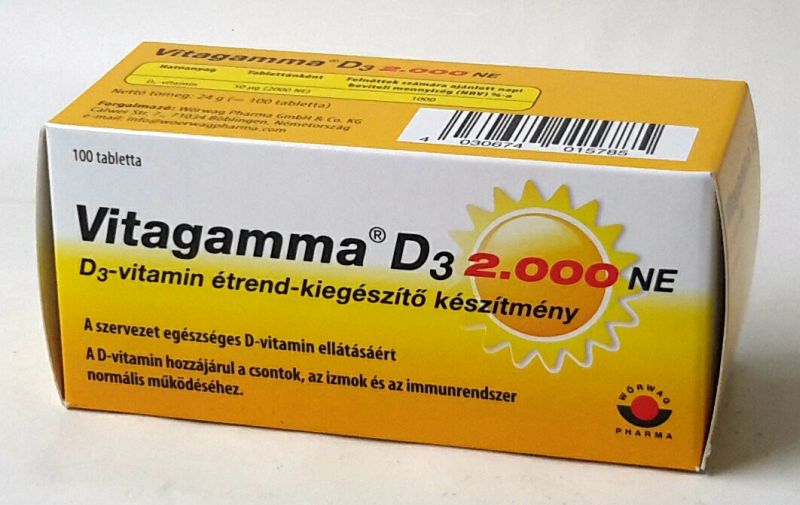 Vitagamma® D3 2.000 NE
Hatóanyag Tablettánként Felnőttek számára ajánlott napi
beviteli mennyiség (NRV) %-a
D₃-vitamin 50 µg (2000 NE) 1000
Nettó tömeg: 24 g (= 100 tabletta)
Forgalmazó: Wörwag Pharma GmbH & Co. KG
Calwer Str. 7., 71034 Böblingen, Németország
e-mail: info@woerwagpharma.com
4 030674 015785
100 tabletta
Vitagamma® D3 2.000 NE
D3-vitamin étrend-kiegészítő készítmény
A szervezet egészséges D-vitamin ellátásáért
A D-vitamin hozzájárul a csontok, az izmok és az immunrendszer
normális működéséhez.
WÖRWAG
PHARMA